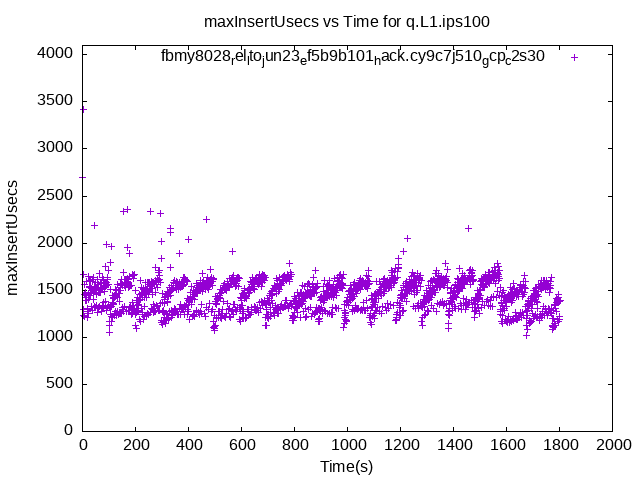 maxInsertUsecs vs Time for q.L1.ips100
fbmy8028relltojun23ef5b9b101hack.cy9c7j510gcpc2s30
maxInsertUsecs
4000
3500
3000
2500
2000
1500
1000
500
0
0 200 400 600 800 1000 1200 1400 1600 1800 2000
Time(s)